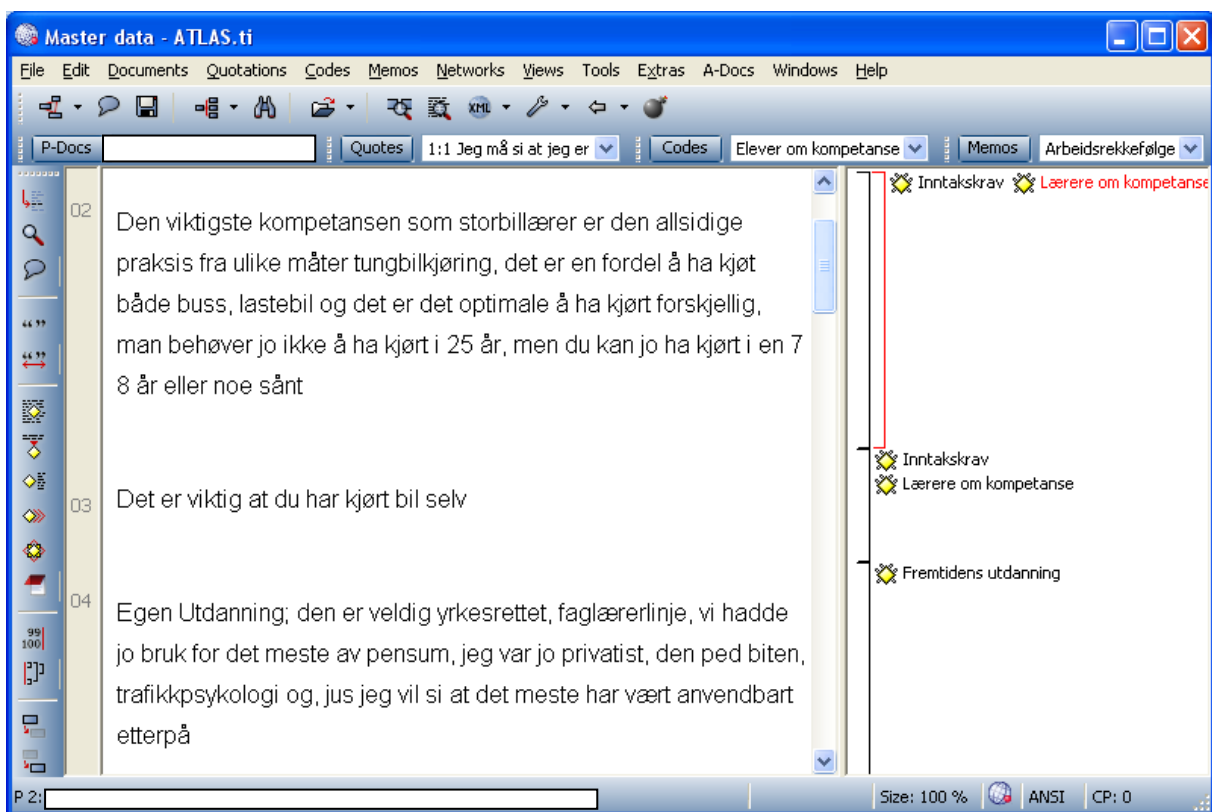 Master data - ATLAS.ti
File Edit Documents Quotations Codes Memos Networks Views Tools Extras A-Docs Windows Help
XML
P-Docs Quotes 1:1 Jeg må si at jeg er Codes Elever om kompetanse Memos Arbeidsrekkefølge
Inntakskrav Lærere om kompetanse
02
Den viktigste kompetansen som storbillærer er den allsidige
praksis fra ulike måter tungbilkjøring, det er en fordel å ha kjøt
både buss, lastebil og det er det optimale å ha kjørt forskjellig,
man behøver jo ikke å ha kjørt i 25 år, men du kan jo ha kjørt i en 7
8 år eller noe sånt
Inntakskrav
Lærere om kompetanse
03
Det er viktig at du har kjørt bil selv
Fremtidens utdanning
04
Egen Utdanning; den er veldig yrkesrettet, faglærerlinje, vi hadde
jo bruk for det meste av pensum, jeg var jo privatist, den ped biten,
trafikkpsykologi og, jus jeg vil si at det meste har vært anvendbart
etterpå
99
100
P 2: Size: 100 % ANSI CP: 0